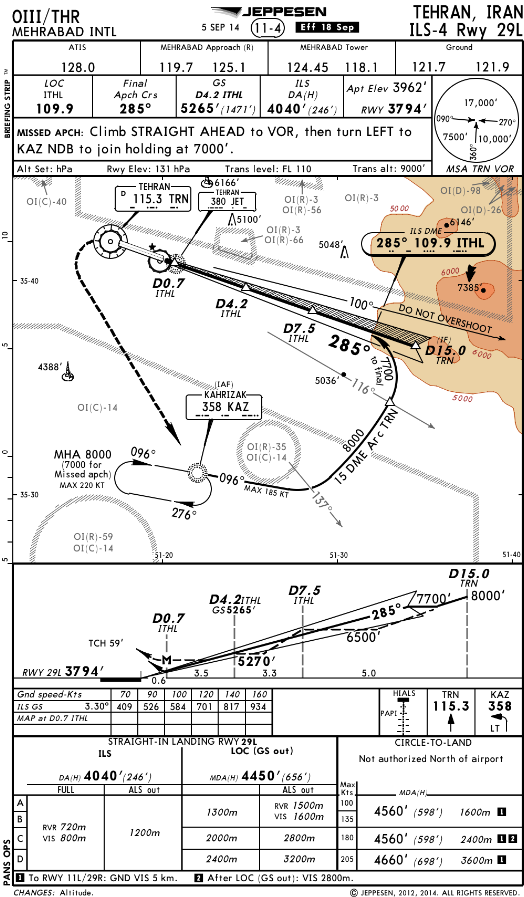 OIII/THR
MEHRABAD INTL
JEPPESEN
5 SEP 14 11-4 Eff 18 Sep
TEHRAN, IRAN
ILS-4 Rwy 29L
BRIEFING STRIP TM
ATIS
128.0
MEHRABAD Approach (R)
119.7 125.1
MEHRABAD Tower
124.45 118.1
Ground
121.7 121.9
LOC
ITHL
109.9
Final
Apch Crs
285°
GS
D4.2 ITHL
5265' (1471')
ILS
DA(H)
4040' (246')
Apt Elev 3962'
RWY 3794'
MISSED APCH: Climb STRAIGHT AHEAD to VOR, then turn LEFT to
KAZ NDB to join holding at 7000'.
Alt Set: hPa Rwy Elev: 131 hPa Trans level: FL 110 Trans alt: 9000'
17,000'
090° 270°
7500' 10,000'
360°
MSA TRN VOR
OI(C)-40
TEHRAN
D 115.3 TRN
6166'
TEHRAN
380 JET
5100'
OI(R)-3
OI(R)-56
OI(R)-3
OI(R)-66
OI(R)-3
OI(D)-98
OI(D)-26
5000
6146'
5048'
ILS DME
285° 109.9 ITHL
6000
7385'
10
35-40
D0.7
ITHL
D4.2
ITHL
D7.5
ITHL
100°
DO NOT OVERSHOOT
285°
(IF)
D15.0
TRN
6000
5000
7700
to final
5
4388'
5036'
116°
(IAF)
KAHRIZAK
358 KAZ
OI(C)-14
OI(C)-14
OI(R)-35
OI(C)-14
8000
15 DME Arc TRN
0
MHA 8000
(7000 for
Missed apch)
MAX 220 KT
096°
276°
096°
MAX 185 KT
137°
35-30
OI(R)-59
OI(C)-14
5
51-20 51-30 51-40
D15.0
TRN
D7.5
ITHL
D4.2 ITHL
GS5265'
D0.7
ITHL
TCH 59'
M
285°
7700'
8000'
6500'
5270'
RWY 29L 3794'
0.6 3.5 3.3 5.0
Gnd speed-Kts 70 90 100 120 140 160
ILS GS 3.30° 409 526 584 701 817 934
MAP at D0.7 ITHL
HIALS
PAPI
TRN
115.3
KAZ
358
LT
STRAIGHT-IN LANDING RWY 29L
CIRCLE-TO-LAND
ILS
LOC (GS out)
Not authorized North of airport
DA(H) 4040' (246')
MDA(H) 4450' (656')
FULL ALS out ALS out
Max
Kts
MDA(H)
PANS OPS
A
B
C
D
RVR 720m
VIS 800m
1200m
1300m
RVR 1500m
VIS 1600m
2000m 2800m
2400m 3200m
100
135
4560' (598') 1600m 1
180 4560' (598') 2400m 1 2
205 4660' (698') 3600m 1
1 To RWY 11L/29R: GND VIS 5 km. 2 After LOC (GS out): VIS 2800m.
CHANGES: Altitude.
© JEPPESEN, 2012, 2014. ALL RIGHTS RESERVED.